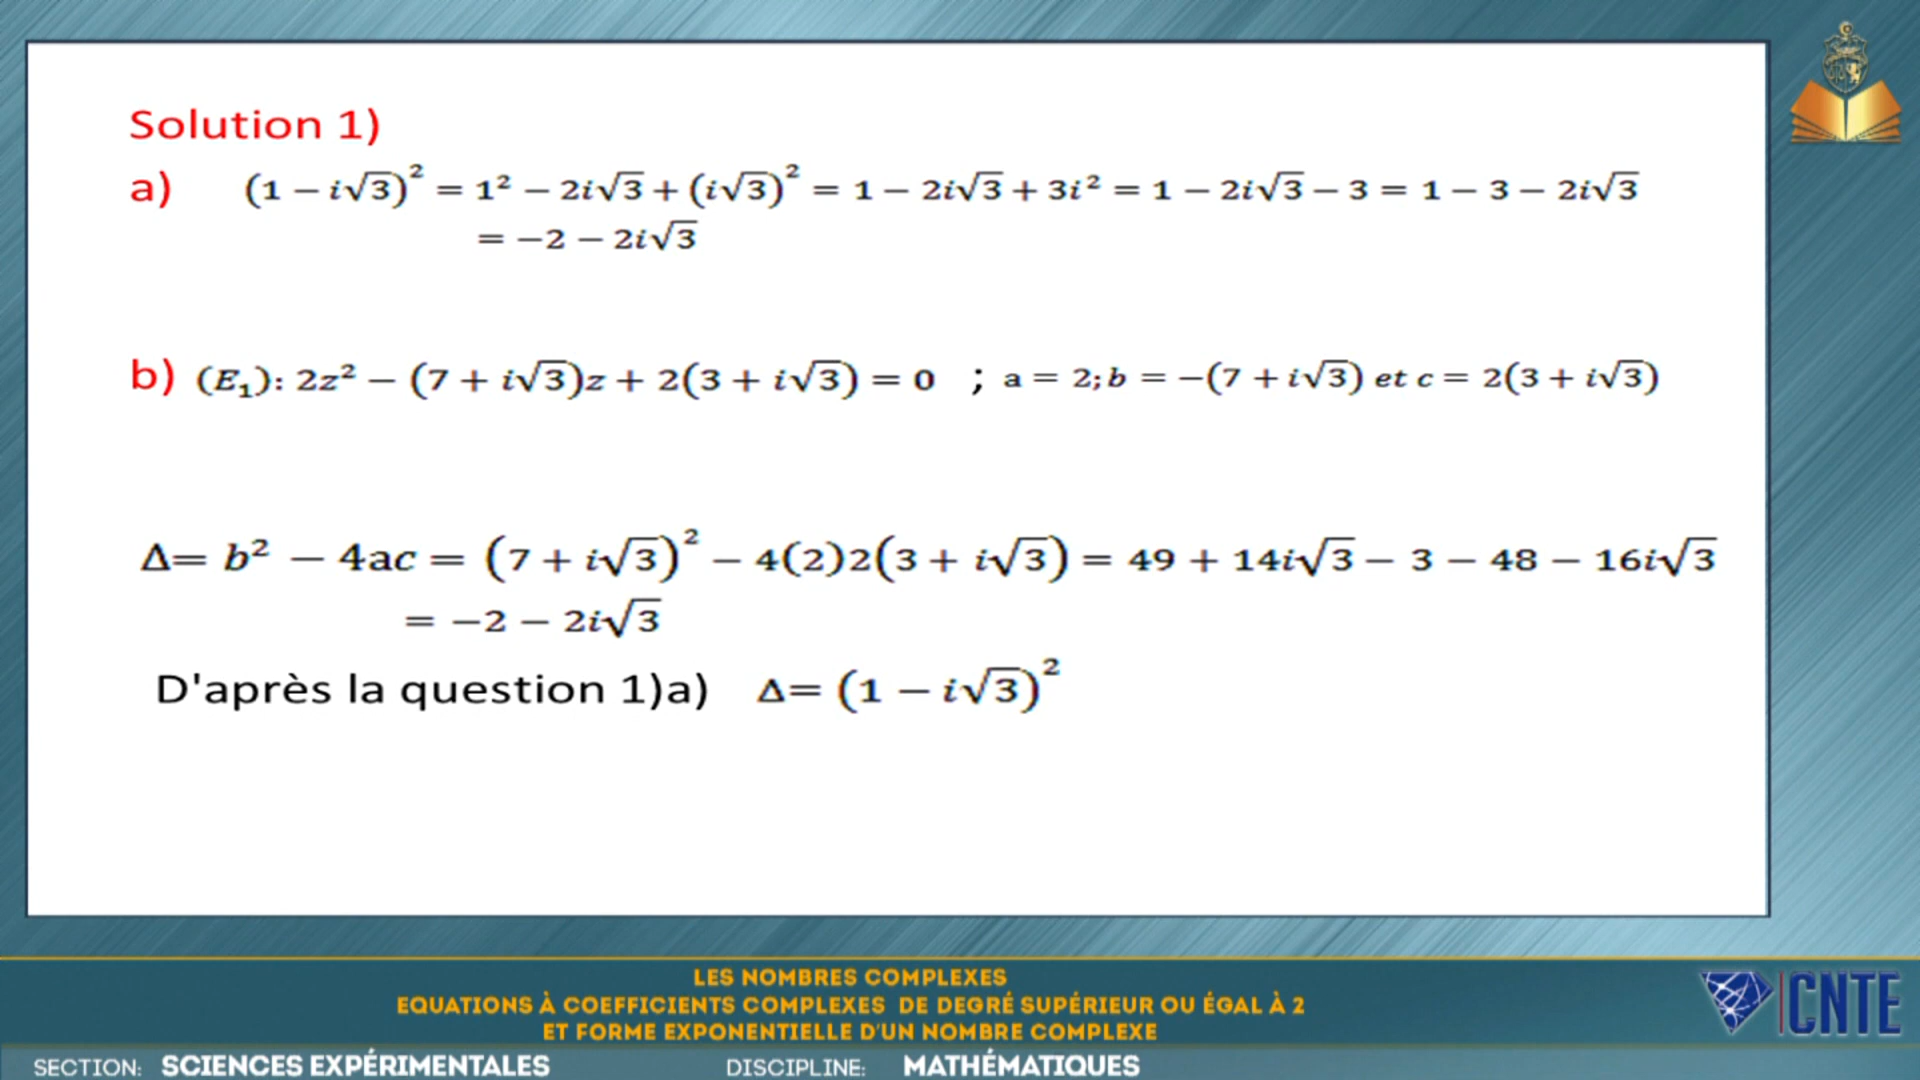 Solution 1)
a) (1 − i√3)² = 1² − 2i√3 + (i√3)² = 1 − 2i√3 + 3i² = 1 − 2i√3 − 3 = 1 − 3 − 2i√3
= −2 − 2i√3
b) (E₁): 2z² − (7 + i√3)z + 2(3 + i√3) = 0 ; a = 2; b = −(7 + i√3) et c = 2(3 + i√3)
Δ= b² − 4ac = (7 + i√3)² − 4(2)2(3 + i√3) = 49 + 14i√3 − 3 − 48 − 16i√3
= −2 − 2i√3
D'après la question 1)a) Δ= (1 − i√3)²
LES NOMBRES COMPLEXES
EQUATIONS À COEFFICIENTS COMPLEXES DE DEGRÉ SUPÉRIEUR OU ÉGAL À 2
ET FORME EXPONENTIELLE D'UN NOMBRE COMPLEXE
CNTE
SECTION: SCIENCES EXPÉRIMENTALES DISCIPLINE: MATHÉMATIQUES